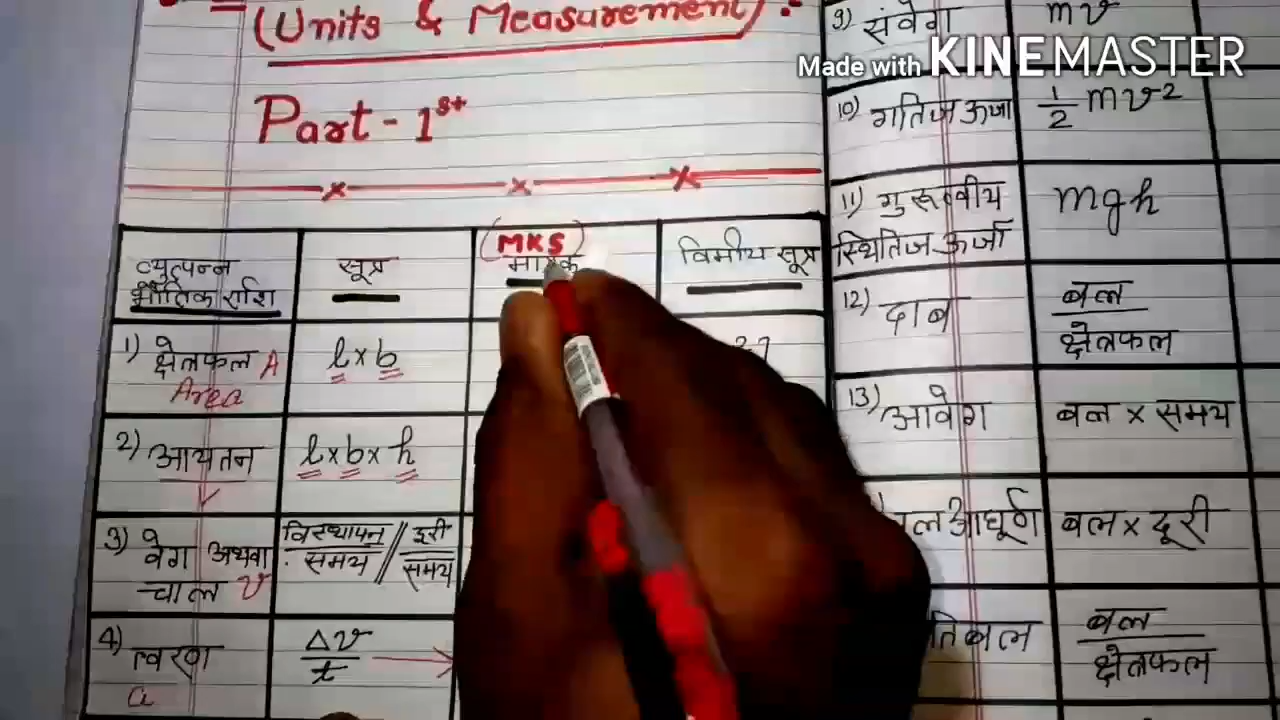 (Units & Measurement) :-
Part - 1st
व्युत्पन्न भौतिक राशि
सूत्र
(MKS)
विमीय सूत्र
1) क्षेत्रफल A
Area
l x b
2) आयतन
l x b x h
3) वेग अथवा
चाल v
विस्थापन / समय // दूरी / समय
4) त्वरण
a
Δv / t
9) संवेग
mv
10) गतिज ऊर्जा
1/2 mv²
11) गुरूत्वीय
स्थितिज ऊर्जा
mgh
12) दाब
बल / क्षेत्रफल
13) आवेग
बल x समय
आघूर्ण
बल x दूरी
बल / क्षेत्रफल
Made with KINEMASTER